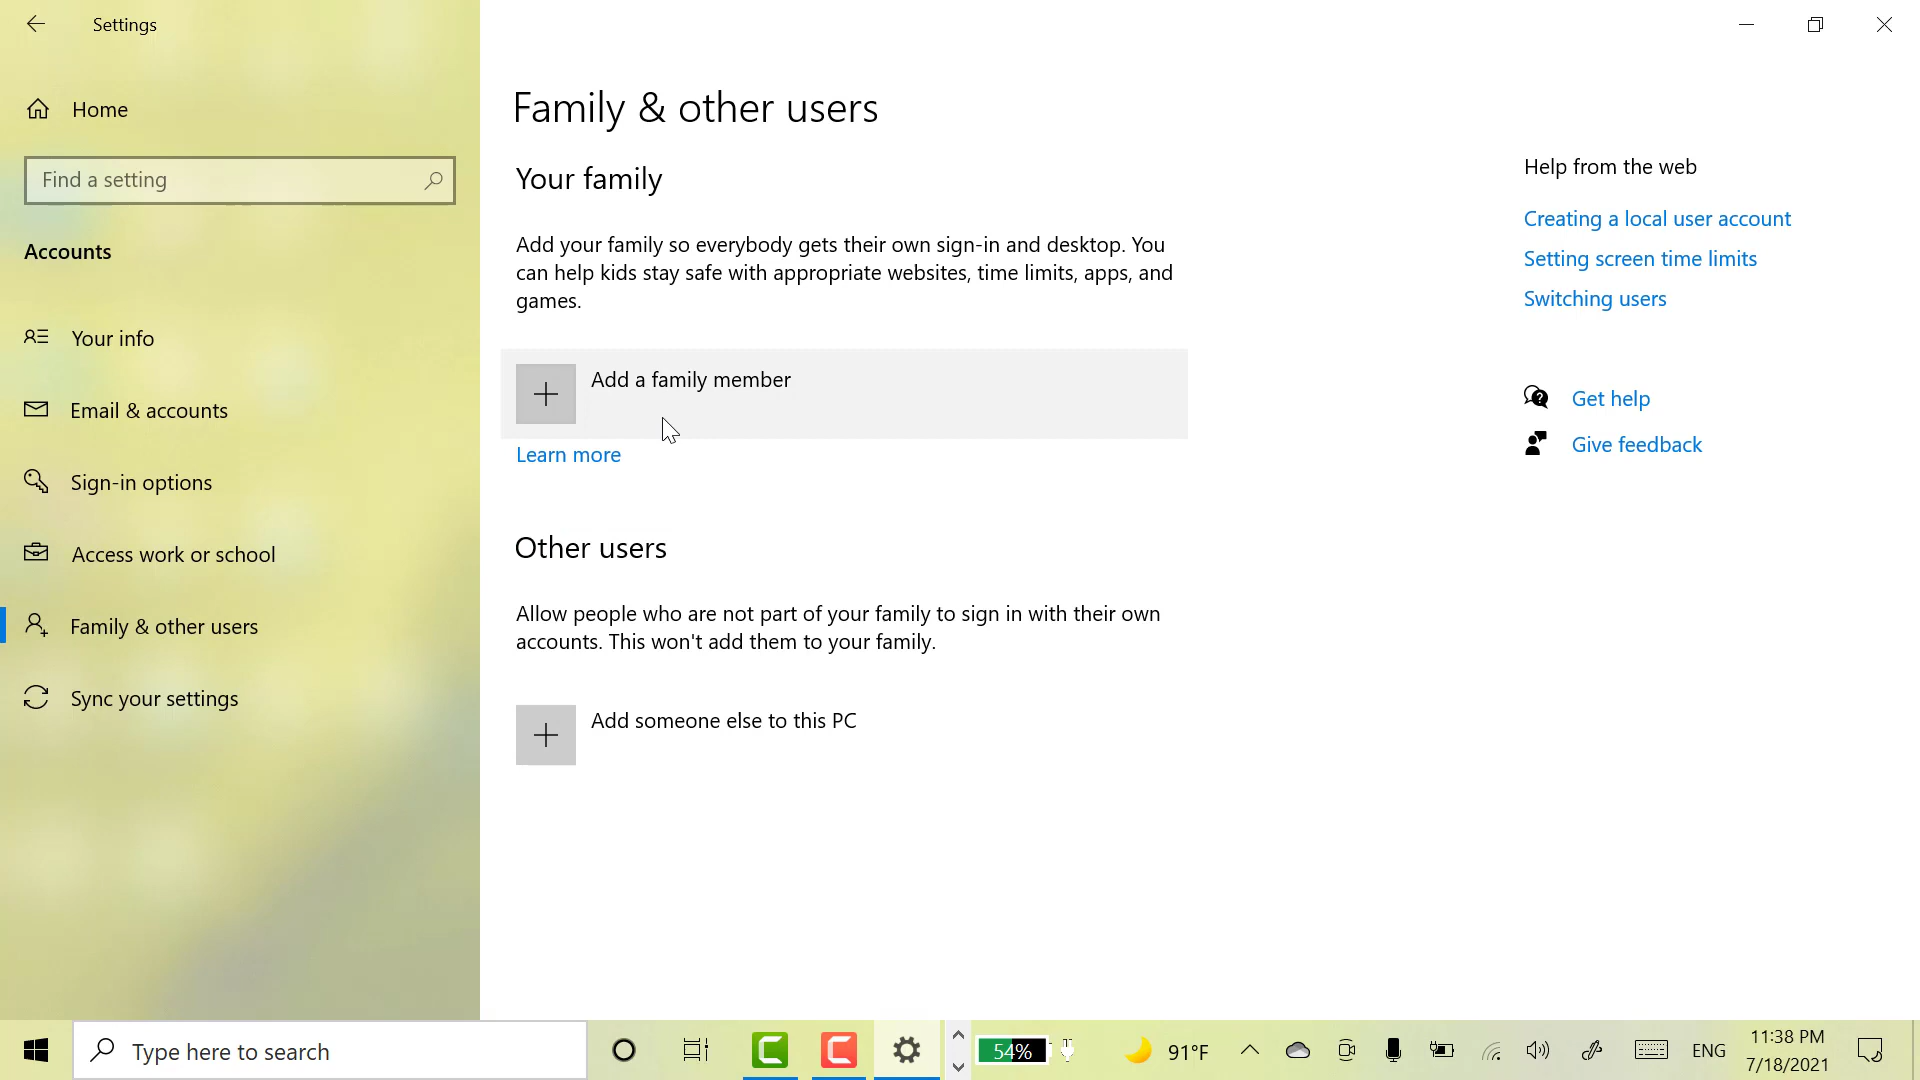 Settings
Home
Find a setting
Accounts
Your info
Email & accounts
Sign-in options
Access work or school
Family & other users
Sync your settings
Family & other users
Your family
Add your family so everybody gets their own sign-in and desktop. You
can help kids stay safe with appropriate websites, time limits, apps, and
games.
Add a family member
Learn more
Other users
Allow people who are not part of your family to sign in with their own
accounts. This won't add them to your family.
Add someone else to this PC
Help from the web
Creating a local user account
Setting screen time limits
Switching users
Get help
Give feedback
Type here to search
54%
91°F
ENG
11:38 PM
7/18/2021